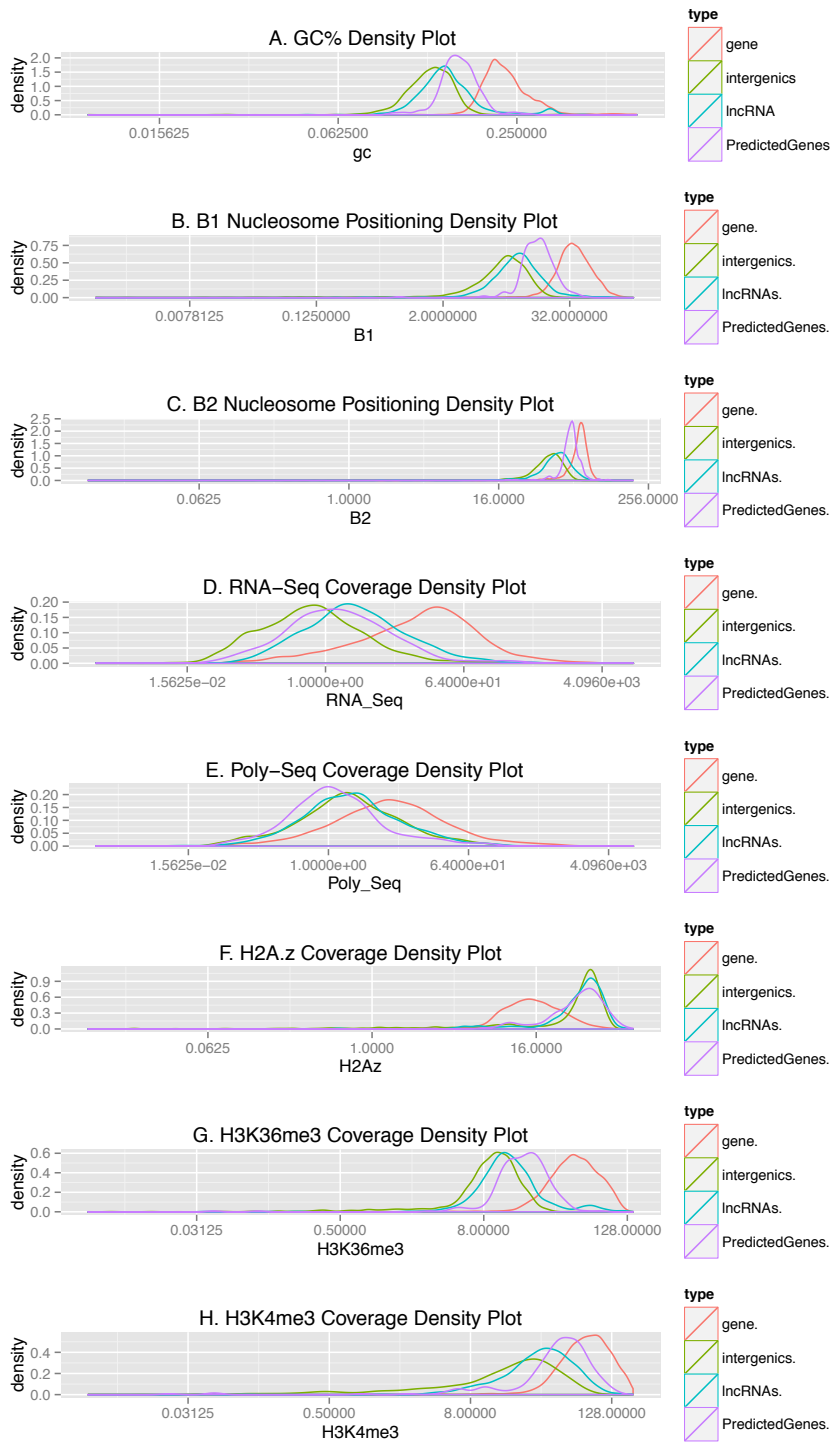 A. GC% Density Plot
density
2.0
1.5
1.0
0.5
0.0
0.015625 0.062500 0.250000
gc
type
gene
intergenics
lncRNA
PredictedGenes
B. B1 Nucleosome Positioning Density Plot
density
0.75
0.50
0.25
0.00
0.0078125 0.1250000 2.0000000 32.0000000
B1
type
gene.
intergenics.
lncRNAs.
PredictedGenes.
C. B2 Nucleosome Positioning Density Plot
density
2.5
2.0
1.5
1.0
0.5
0.0
0.0625 1.0000 16.0000 256.0000
B2
type
gene.
intergenics.
lncRNAs.
PredictedGenes.
D. RNA−Seq Coverage Density Plot
density
0.20
0.15
0.10
0.05
0.00
1.5625e−02 1.0000e+00 6.4000e+01 4.0960e+03
RNA_Seq
type
gene.
intergenics.
lncRNAs.
PredictedGenes.
E. Poly−Seq Coverage Density Plot
density
0.20
0.15
0.10
0.05
0.00
1.5625e−02 1.0000e+00 6.4000e+01 4.0960e+03
Poly_Seq
type
gene.
intergenics.
lncRNAs.
PredictedGenes.
F. H2A.z Coverage Density Plot
density
0.9
0.6
0.3
0.0
0.0625 1.0000 16.0000
H2Az
type
gene.
intergenics.
lncRNAs.
PredictedGenes.
G. H3K36me3 Coverage Density Plot
density
0.6
0.4
0.2
0.0
0.03125 0.50000 8.00000 128.00000
H3K36me3
type
gene.
intergenics.
lncRNAs.
PredictedGenes.
H. H3K4me3 Coverage Density Plot
density
0.4
0.2
0.0
0.03125 0.50000 8.00000 128.00000
H3K4me3
type
gene.
intergenics.
lncRNAs.
PredictedGenes.